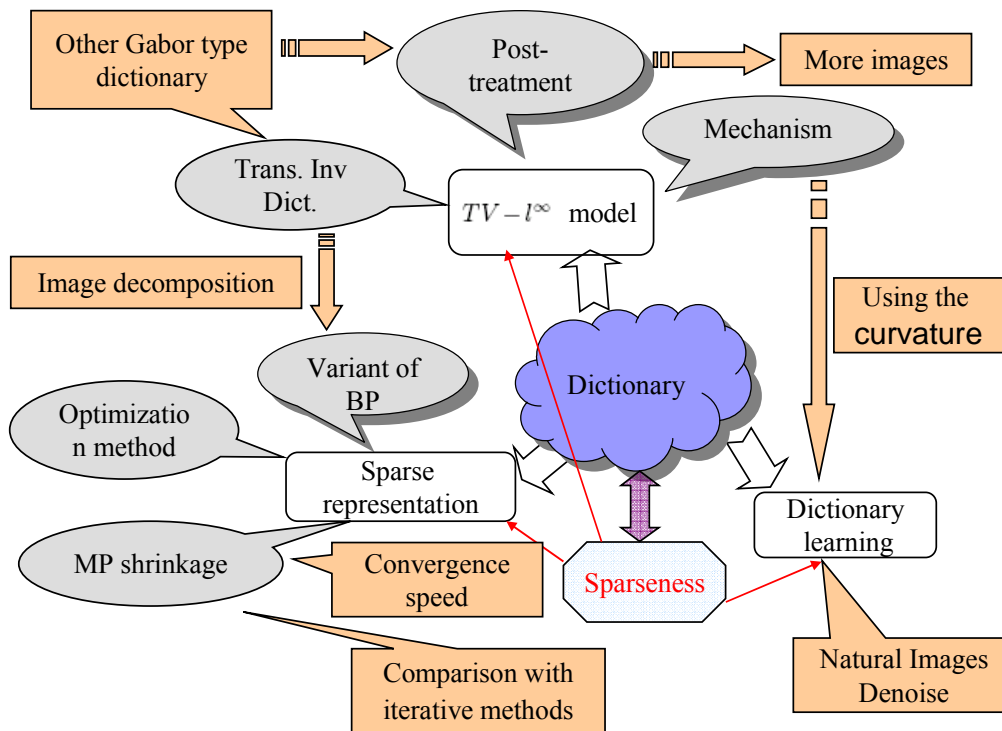 Other Gabor type
dictionary
Post-
treatment
More images
Mechanism
Trans. Inv
Dict.
TV – l^∞ model
Image decomposition
Using the
curvature
Variant of
BP
Dictionary
Optimizatio
n method
Sparse
representation
Dictionary
learning
MP shrinkage
Convergence
speed
Sparseness
Natural Images
Denoise
Comparison with
iterative methods